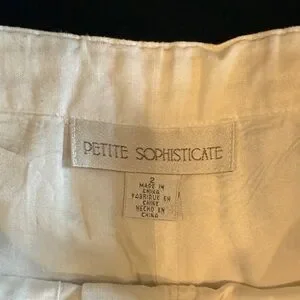 PETITE SOPHISTICATE
2
MADE IN
CHINA
FABRIQUE EN
CHINE
HECHO EN
CHINA